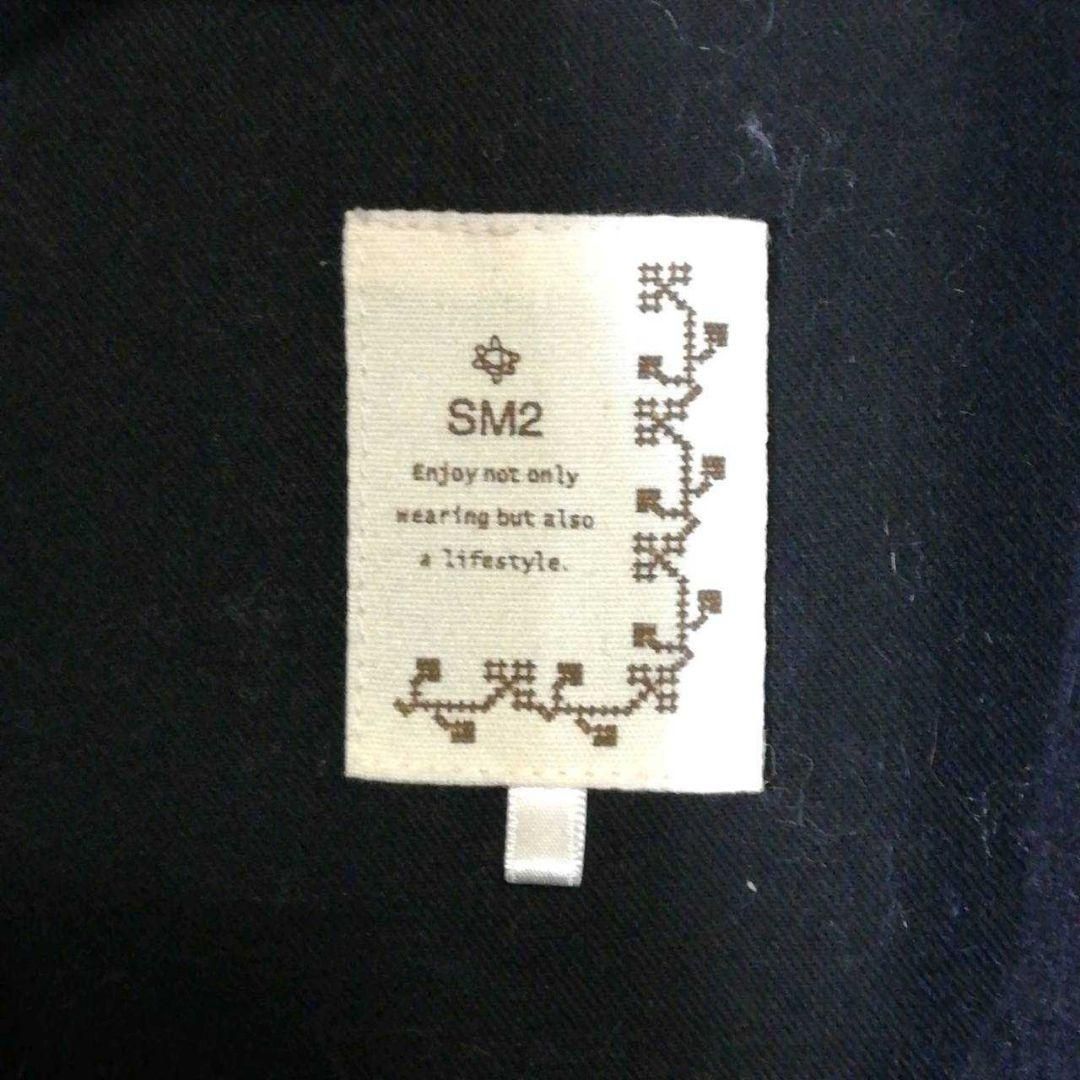 SM2
Enjoy not only
wearing but also
a lifestyle.